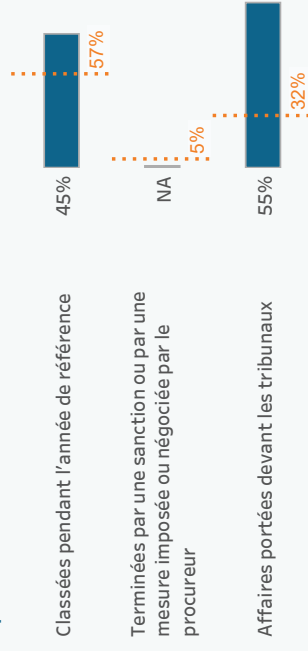 Classées pendant l'année de référence
45%
57%
Terminées par une sanction ou par une
mesure imposée ou négociée par le
procureur
NA
5%
Affaires portées devant les tribunaux
55%
32%